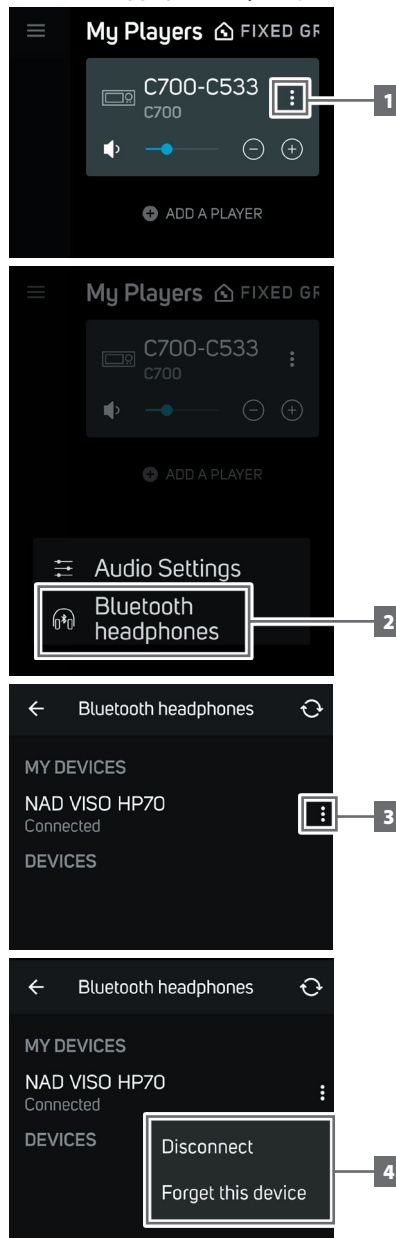 My Players FIXED GR
C700-C533
C700
1
ADD A PLAYER
My Players FIXED GR
C700-C533
C700
ADD A PLAYER
Audio Settings
Bluetooth
headphones
2
Bluetooth headphones
MY DEVICES
NAD VISO HP70
Connected
3
DEVICES
Bluetooth headphones
MY DEVICES
NAD VISO HP70
Connected
DEVICES
Disconnect
4
Forget this device